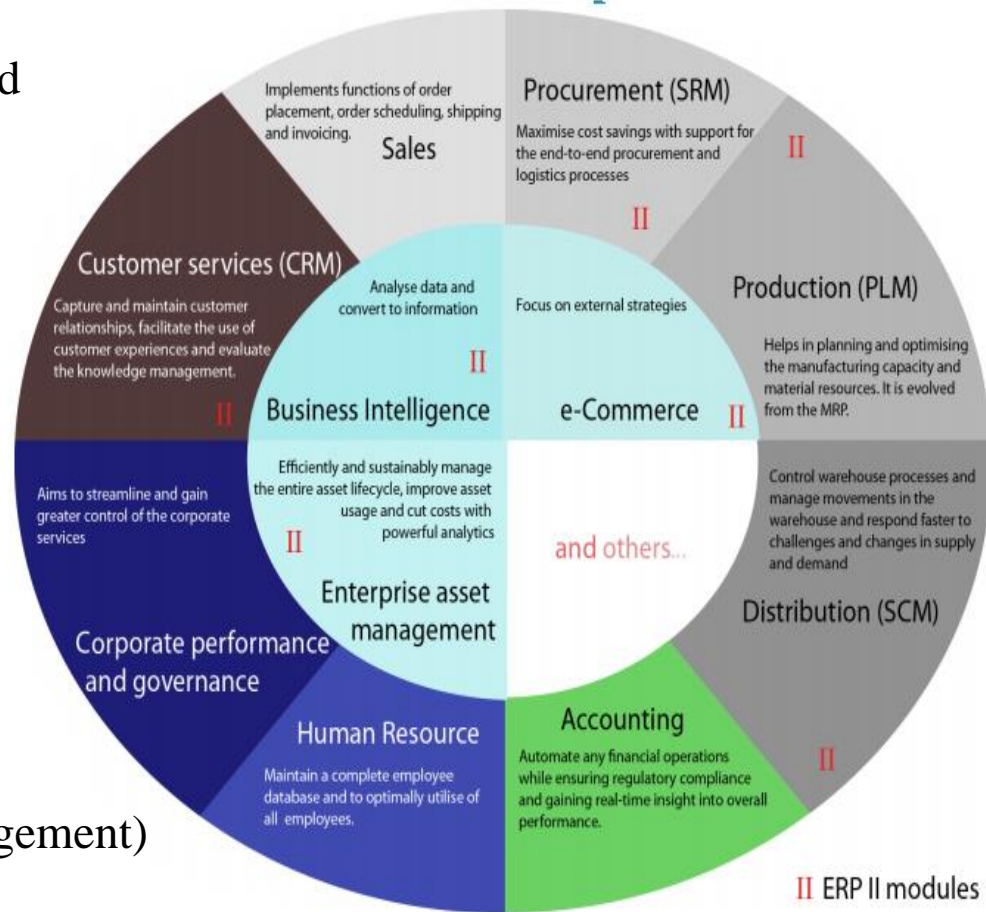 d
Implements functions of order
placement, order scheduling, shipping
and invoicing.
Sales
Procurement (SRM)
Maximise cost savings with support for
the end-to-end procurement and
logistics processes
II
II
Customer services (CRM)
Capture and maintain customer
relationships, facilitate the use of
customer experiences and evaluate
the knowledge management.
II
Analyse data and
convert to information
II
Business Intelligence
Focus on external strategies
e-Commerce
II
Production (PLM)
Helps in planning and optimising
the manufacturing capacity and
material resources. It is evolved
from the MRP.
Aims to streamline and gain
greater control of the corporate
services
Corporate performance
and governance
Efficiently and sustainably manage
the entire asset lifecycle, improve asset
usage and cut costs with
powerful analytics
II
Enterprise asset
management
and others...
Control warehouse processes and
manage movements in the
warehouse and respond faster to
challenges and changes in supply
and demand
Distribution (SCM)
II
Human Resource
Maintain a complete employee
database and to optimally utilise of
all employees.
Accounting
Automate any financial operations
while ensuring regulatory compliance
and gaining real-time insight into overall
performance.
gement)
II ERP II modules